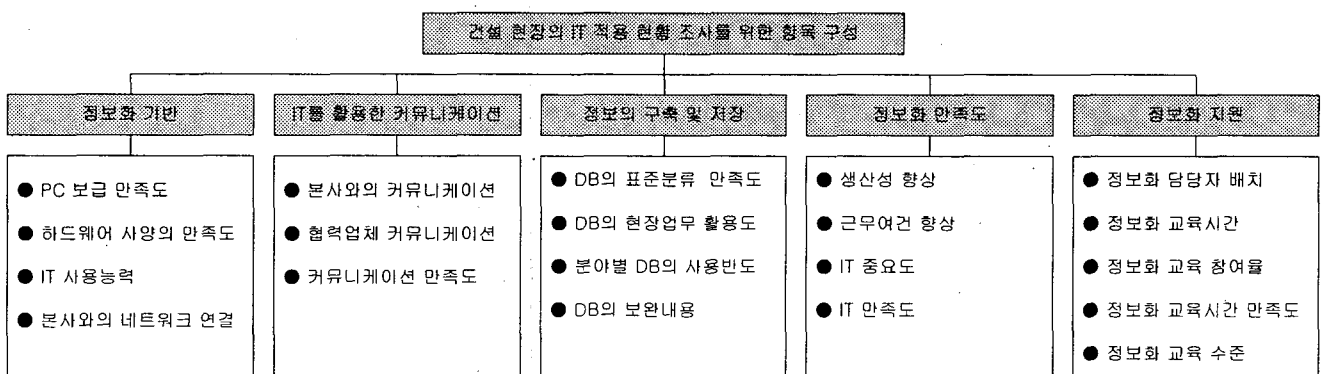 건설 현장의 IT 적용 현황 조사를 위한 항목 구성
정보화 기반
● PC 보급 만족도
● 하드웨어 사양의 만족도
● IT 사용능력
● 본사와의 네트워크 연결
IT를 활용한 커뮤니케이션
● 본사와의 커뮤니케이션
● 협력업체 커뮤니케이션
● 커뮤니케이션 만족도
정보의 구축 및 저장
● DB의 표준분류 만족도
● DB의 현장업무 활용도
● 분야별 DB의 사용반도
● DB의 보완내용
정보화 만족도
● 생산성 향상
● 근무여건 향상
● IT 중요도
● IT 만족도
정보화 지원
● 정보화 담당자 배치
● 정보화 교육시간
● 정보화 교육 참여율
● 정보화 교육시간 만족도
● 정보화 교육 수준